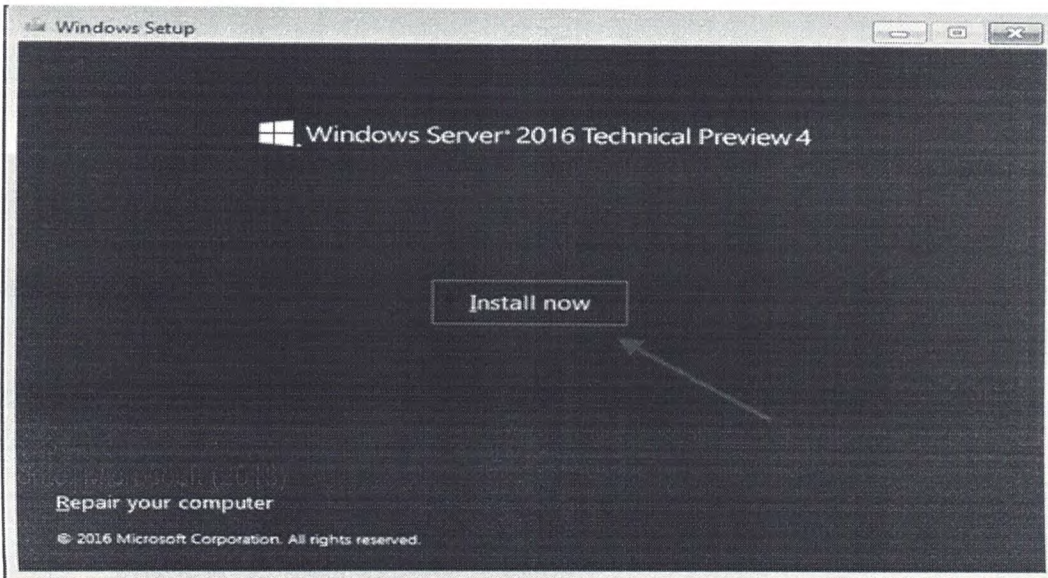 Windows Setup
Windows Server® 2016 Technical Preview 4
Install now
Repair your computer
© 2016 Microsoft Corporation. All rights reserved.